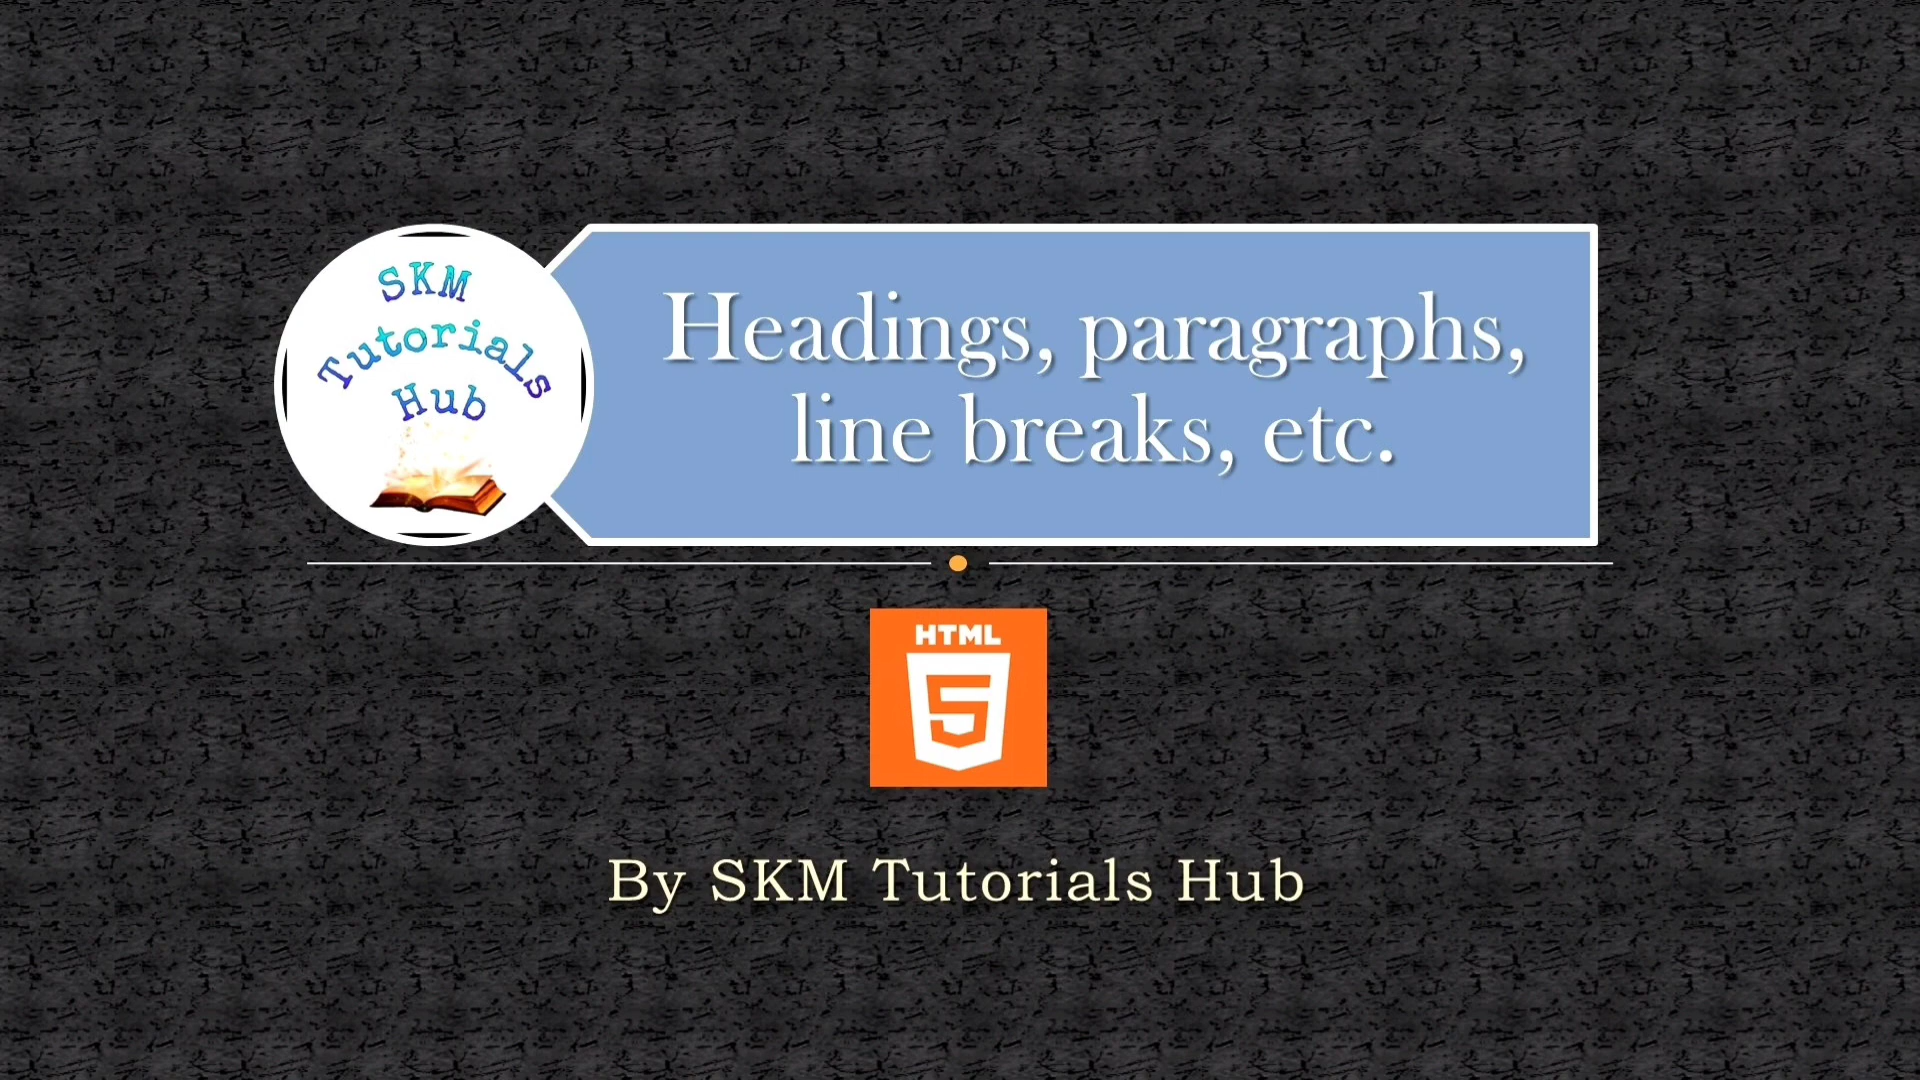 SKM
Tutorials
Hub
Headings, paragraphs,
line breaks, etc.
HTML
5
By SKM Tutorials Hub